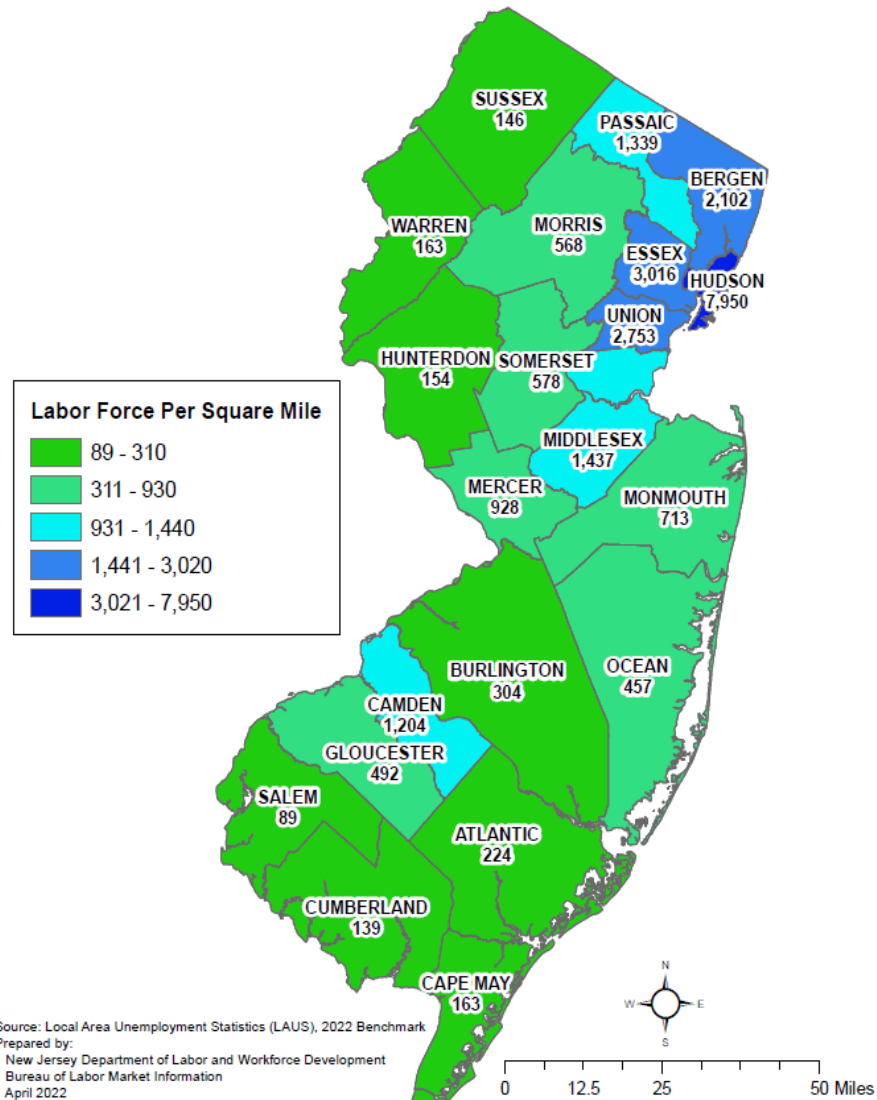 SUSSEX
146
PASSAIC
1,339
BERGEN
2,102
WARREN
163
MORRIS
568
ESSEX
3,016
HUDSON
7,950
UNION
2,753
HUNTERDON
154
SOMERSET
578
Labor Force Per Square Mile
89 - 310
311 - 930
931 - 1,440
1,441 - 3,020
3,021 - 7,950
MIDDLESEX
1,437
MERCER
928
MONMOUTH
713
BURLINGTON
304
OCEAN
457
CAMDEN
1,204
GLOUCESTER
492
SALEM
89
ATLANTIC
224
CUMBERLAND
139
CAPE MAY
163
N
W
E
S
Source: Local Area Unemployment Statistics (LAUS), 2022 Benchmark
Prepared by:
New Jersey Department of Labor and Workforce Development
Bureau of Labor Market Information
April 2022
0 12.5 25 50 Miles